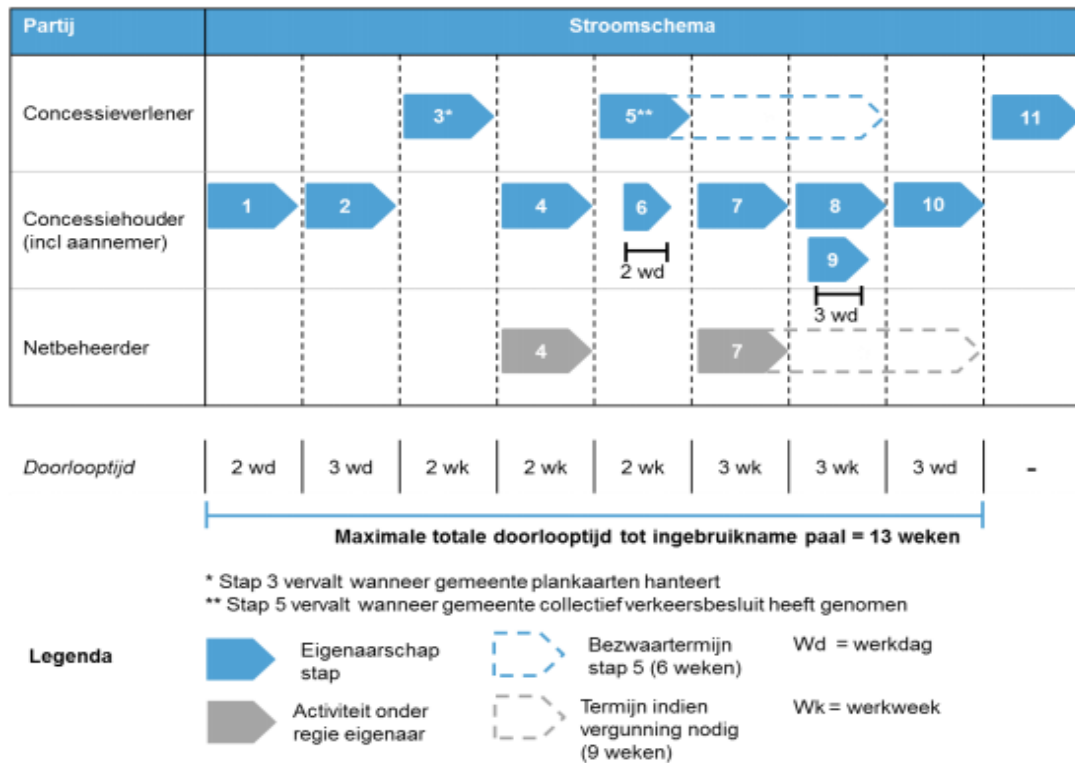 Partij Stroomschema
Concessieverlener
3* 5** 11
Concessiehouder
(incl aannemer)
1 2 4 6 7 8 10
2 wd
9
3 wd
Netbeheerder
4 7
Doorlooptijd 2 wd 3 wd 2 wk 2 wk 2 wk 3 wk 3 wk 3 wd -
Maximale totale doorlooptijd tot ingebruikname paal = 13 weken
* Stap 3 vervalt wanneer gemeente plankaarten hanteert
** Stap 5 vervalt wanneer gemeente collectief verkeersbesluit heeft genomen
Legenda
Eigenaarschap
stap
Bezwaartermijn
stap 5 (6 weken)
Wd = werkdag
Activiteit onder
regie eigenaar
Termijn indien
vergunning nodig
(9 weken)
Wk = werkweek